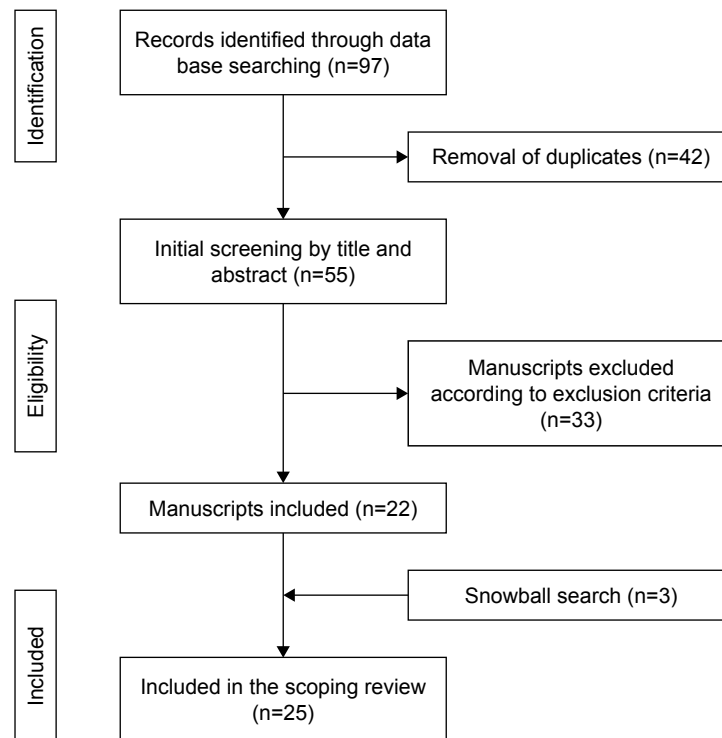 Identification
Records identified through data
base searching (n=97)
Removal of duplicates (n=42)
Initial screening by title and
abstract (n=55)
Eligibility
Manuscripts excluded
according to exclusion criteria
(n=33)
Manuscripts included (n=22)
Included
Snowball search (n=3)
Included in the scoping review
(n=25)